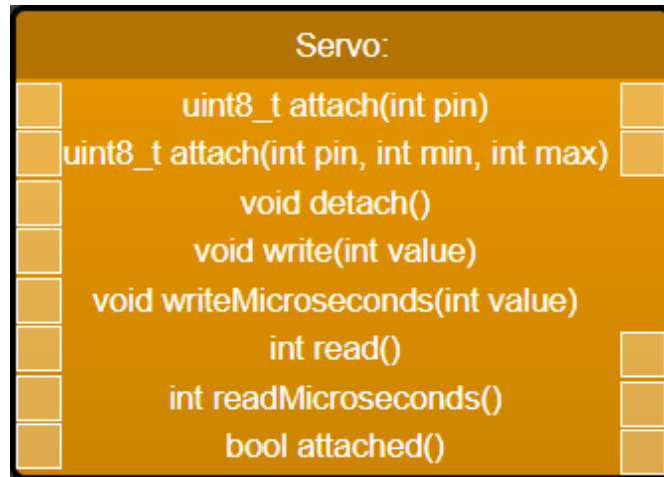 Servo:
uint8_t attach(int pin)
uint8_t attach(int pin, int min, int max)
void detach()
void write(int value)
void writeMicroseconds(int value)
int read()
int readMicroseconds()
bool attached()